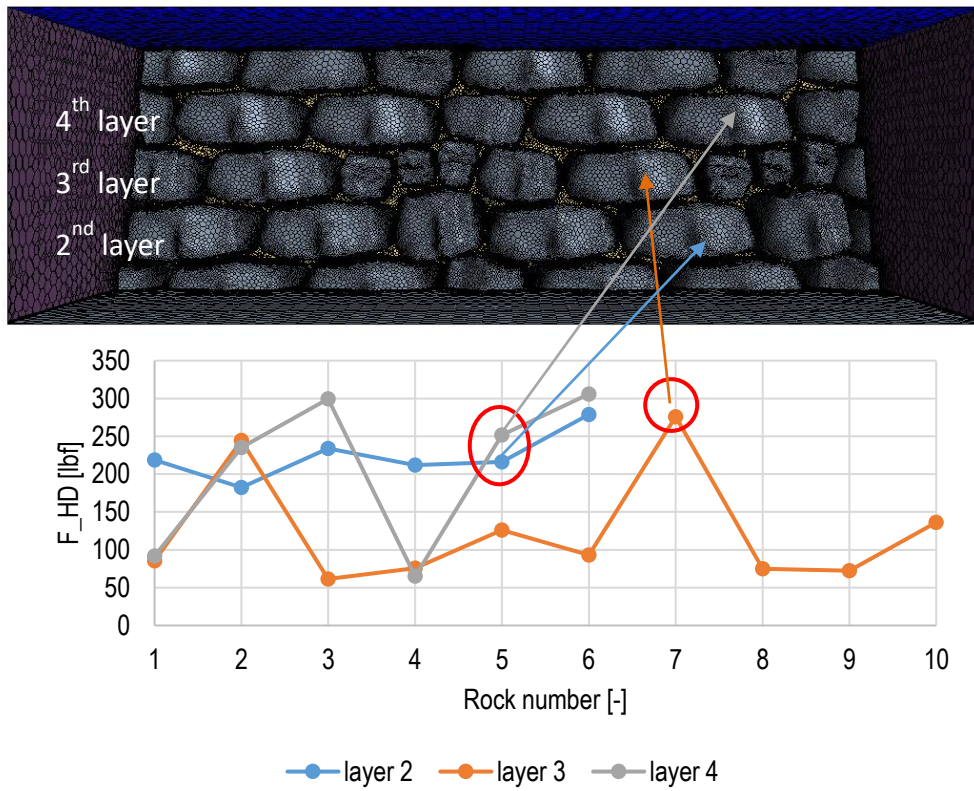 4th layer
3rd layer
2nd layer
350
300
250
200
150
100
50
0
F_HD [lbf]
1 2 3 4 5 6 7 8 9 10
Rock number [-]
layer 2 layer 3 layer 4